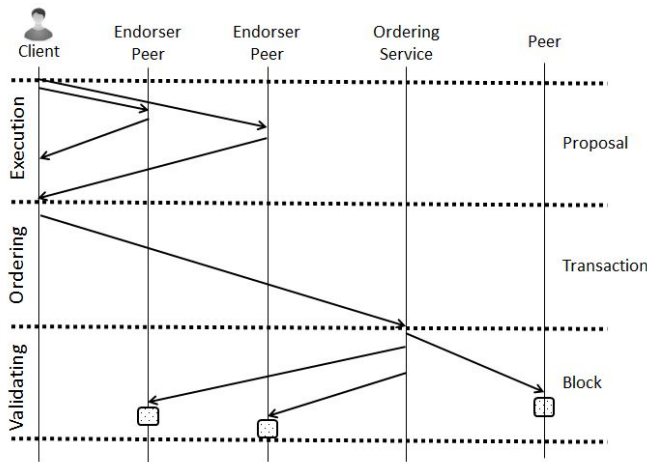 Client
Endorser
Peer
Endorser
Peer
Ordering
Service
Peer
Execution
Proposal
Ordering
Transaction
Validating
Block